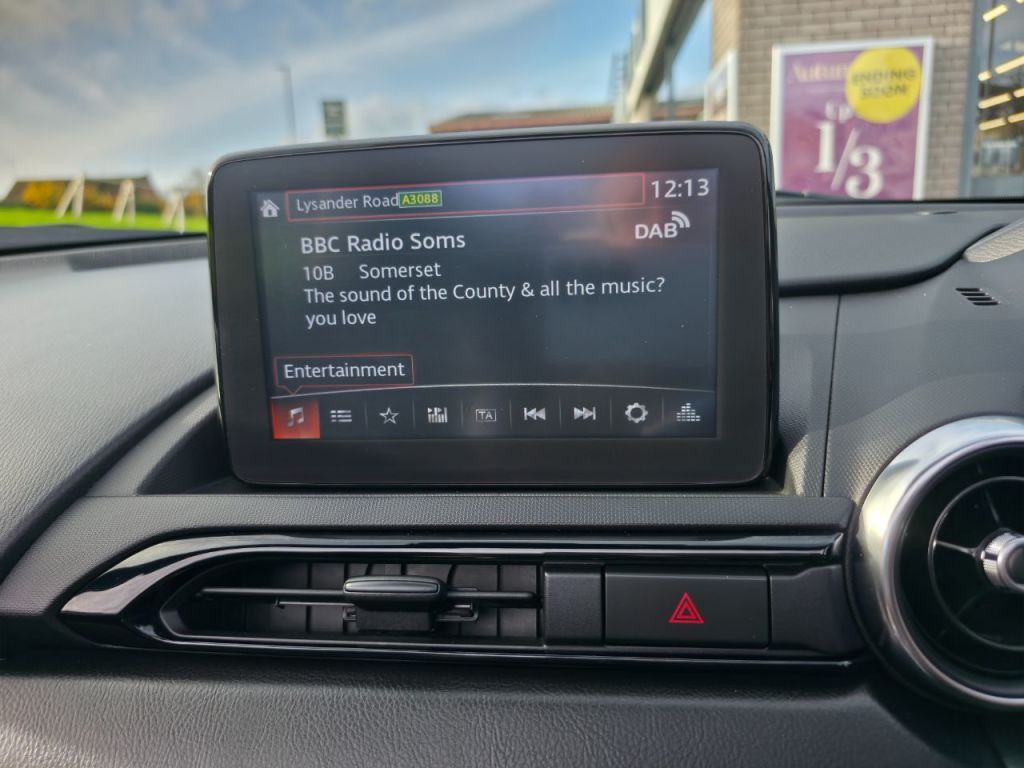 Lysander Road A3088
12:13
BBC Radio Soms
DAB
10B Somerset
The sound of the County & all the music?
you love
Entertainment
TA
Autumn
ENDING
SOON
Up
1/3